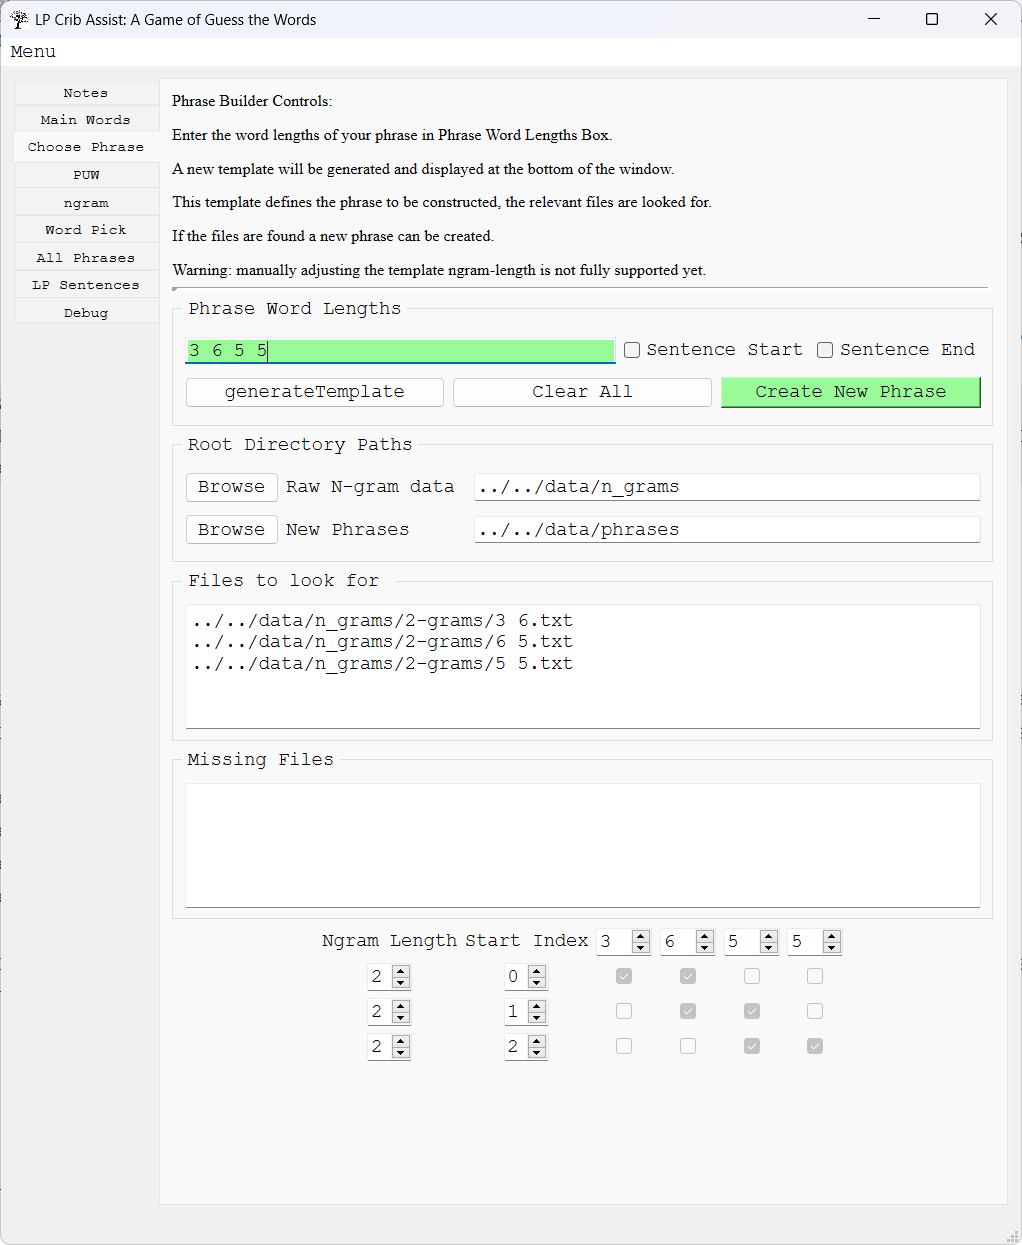 LP Crib Assist: A Game of Guess the Words
Menu
Notes
Main Words
Choose Phrase
PUW
ngram
Word Pick
All Phrases
LP Sentences
Debug
Phrase Builder Controls:
Enter the word lengths of your phrase in Phrase Word Lengths Box.
A new template will be generated and displayed at the bottom of the window.
This template defines the phrase to be constructed, the relevant files are looked for.
If the files are found a new phrase can be created.
Warning: manually adjusting the template ngram-length is not fully supported yet.
Phrase Word Lengths
3 6 5 5 Sentence Start Sentence End
generateTemplate Clear All Create New Phrase
Root Directory Paths
Browse Raw N-gram data ../../data/n_grams
Browse New Phrases ../../data/phrases
Files to look for
../../data/n_grams/2-grams/3 6.txt
../../data/n_grams/2-grams/6 5.txt
../../data/n_grams/2-grams/5 5.txt
Missing Files
Ngram Length Start Index 3 6 5 5
2 0
2 1
2 2